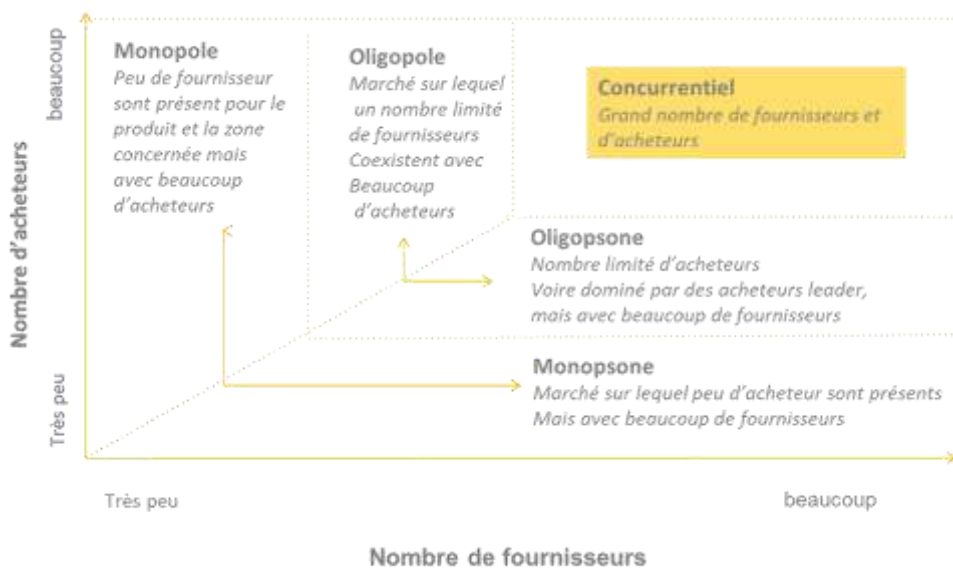 beaucoup
Nombre d'acheteurs
Très peu
Monopole
Peu de fournisseur
sont présent pour le
produit et la zone
concernée mais
avec beaucoup
d'acheteurs
Oligopole
Marché sur lequel
un nombre limité
de fournisseurs
Coexistent avec
Beaucoup
d'acheteurs
Concurrentiel
Grand nombre de fournisseurs et
d'acheteurs
Oligopsone
Nombre limité d'acheteurs
Voire dominé par des acheteurs leader,
mais avec beaucoup de fournisseurs
Monopsone
Marché sur lequel peu d'acheteur sont présents
Mais avec beaucoup de fournisseurs
Très peu
beaucoup
Nombre de fournisseurs